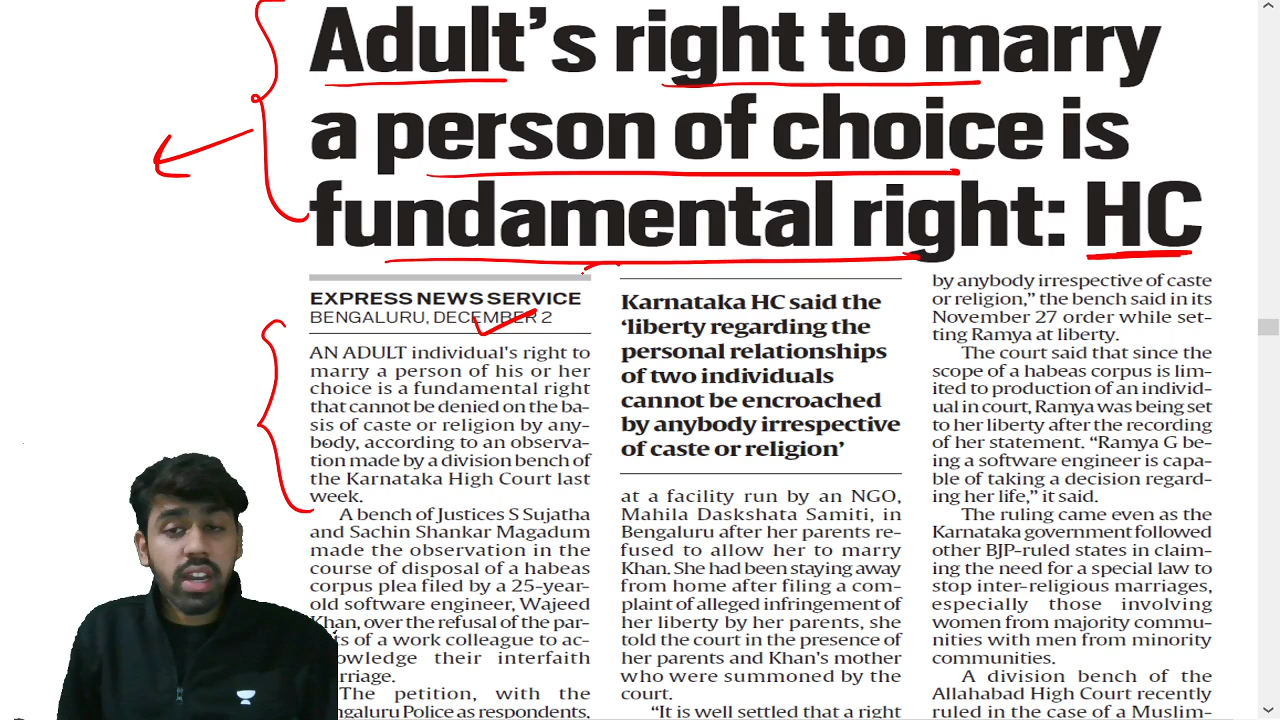 Adult's right to marry
a person of choice is
fundamental right: HC
EXPRESS NEWS SERVICE
BENGALURU, DECEMBER 2
AN ADULT individual's right to
marry a person of his or her
choice is a fundamental right
that cannot be denied on the ba-
sis of caste or religion by any-
body, according to an observa-
tion made by a division bench of
the Karnataka High Court last
week.
A bench of Justices S Sujatha
and Sachin Shankar Magadum
made the observation in the
course of disposal of a habeas
corpus plea filed by a 25-year-
old software engineer, Wajeed
Khan, over the refusal of the par-
of a work colleague to ac-
their interfaith
The petition, with the
Police as respondents,
Karnataka HC said the
'liberty regarding the
personal relationships
of two individuals
cannot be encroached
by anybody irrespective
of caste or religion'
at a facility run by an NGO,
Mahila Daskshata Samiti, in
Bengaluru after her parents re-
fused to allow her to marry
Khan. She had been staying away
from home after filing a com-
plaint of alleged infringement of
her liberty by her parents, she
told the court in the presence of
her parents and Khan's mother
who were summoned by the
court.
"It is well settled that a right
by anybody irrespective of caste
or religion," the bench said in its
November 27 order while set-
ting Ramya at liberty.
The court said that since the
scope of a habeas corpus is lim-
ited to production of an individ-
ual in court, Ramya was being set
to her liberty after the recording
of her statement. "Ramya G be-
ing a software engineer is capa-
ble of taking a decision regard-
ing her life," it said.
The ruling came even as the
Karnataka government followed
other BJP-ruled states in claim-
ing the need for a special law to
stop inter-religious marriages,
especially those involving
women from majority commu-
nities with men from minority
communities.
A division bench of the
Allahabad High Court recently
ruled in the case of a Muslim-